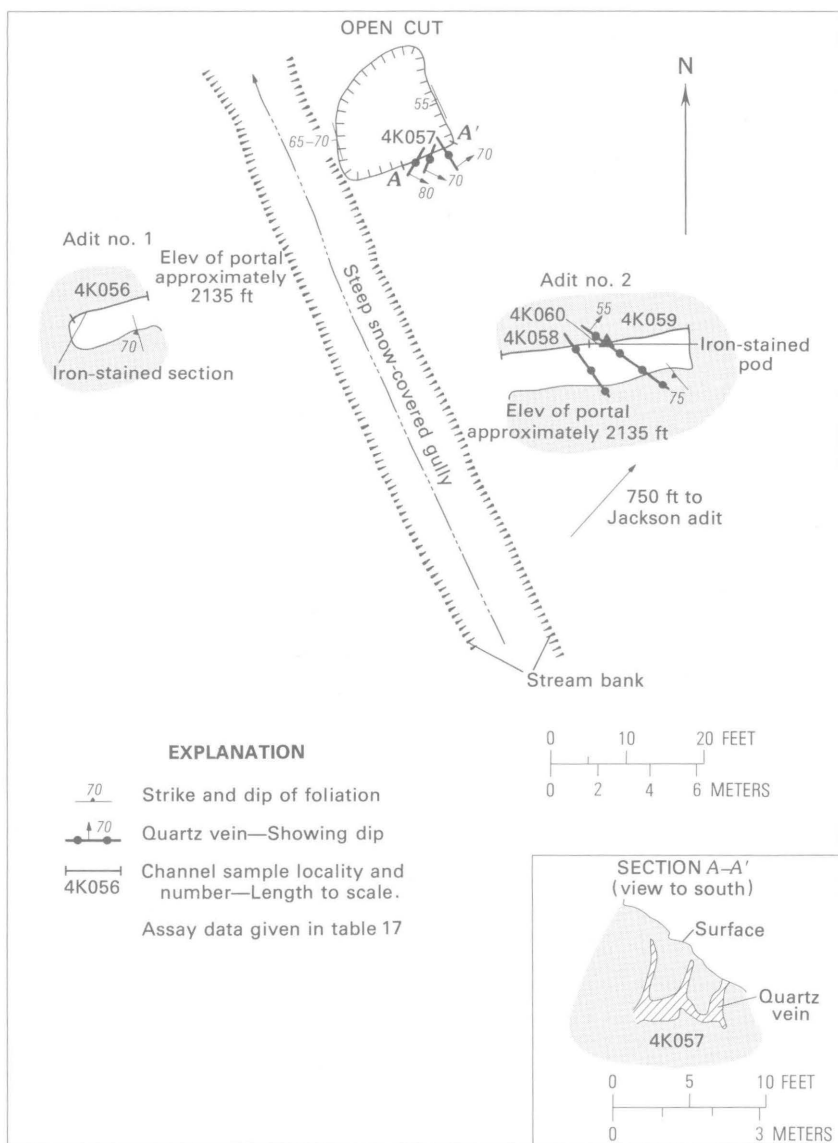 OPEN CUT
N
55
4K057
A'
65–70
70
A
70
80
Adit no. 1
4K056
Elev of portal
approximately
2135 ft
70
Iron-stained section
Steep snow-covered gully
Adit no. 2
4K060
55
4K059
4K058
Iron-stained
pod
75
Elev of portal
approximately 2135 ft
750 ft to
Jackson adit
Stream bank
EXPLANATION
70
Strike and dip of foliation
70
Quartz vein—Showing dip
4K056
Channel sample locality and
number—Length to scale.
Assay data given in table 17
0 10 20 FEET
0 2 4 6 METERS
SECTION A–A'
(view to south)
Surface
Quartz
vein
4K057
0 5 10 FEET
0 3 METERS